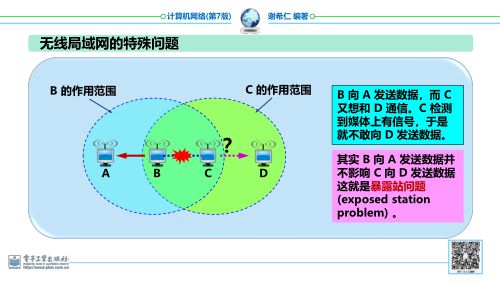 计算机网络(第7版)
谢希仁 编著
无线局域网的特殊问题
B 的作用范围
C 的作用范围
?
A
B
C
D
B 向 A 发送数据，而 C
又想和 D 通信。C 检测
到媒体上有信号，于是
就不敢向 D 发送数据。
其实 B 向 A 发送数据并
不影响 C 向 D 发送数据
这就是暴露站问题
(exposed station
problem) 。
电子工业出版社
http://www.phei.com.cn